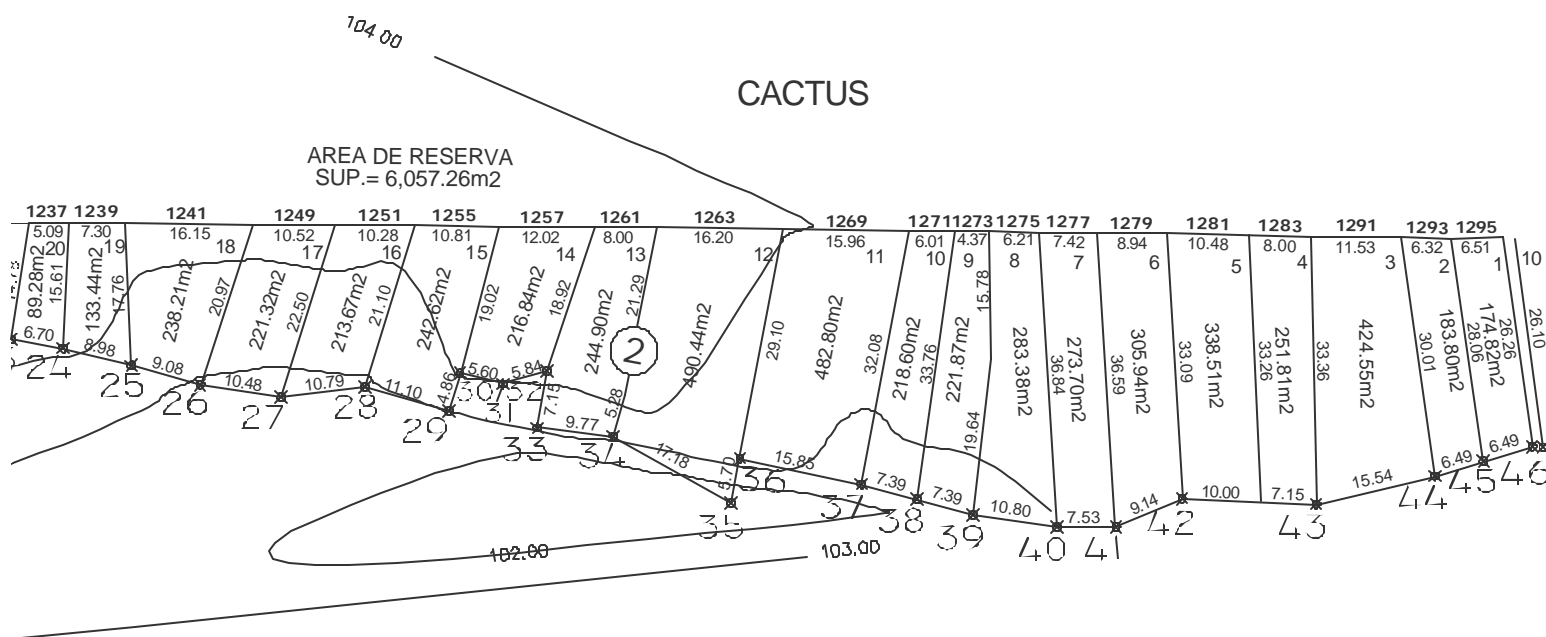 104.00
CACTUS
AREA DE RESERVA
SUP.= 6,057.26m2
1237 1239 1241 1249 1251 1255 1257 1261 1263 1269 1271 1273 1275 1277 1279 1281 1283 1291 1293 1295
5.09 7.30 16.15 10.52 10.28 10.81 12.02 8.00 16.20 15.96 6.01 4.37 6.21 7.42 8.94 10.48 8.00 11.53 6.32 6.51
20 19 18 17 16 15 14 13 12 11 10 9 8 7 6 5 4 3 2 1 10
89.28m2 133.44m2 238.21m2 221.32m2 213.67m2 242.62m2 216.84m2 244.90m2 490.44m2 482.80m2 218.60m2 221.87m2 283.38m2 273.70m2 305.94m2 338.51m2 251.81m2 424.55m2 183.80m2 174.82m2
15.61 17.76 20.97 22.50 21.10 19.02 18.92 21.29 29.10 32.08 33.76 15.78 19.64 36.84 36.59 33.09 33.26 33.36 30.01 28.06 26.26 26.10
2
6.70 8.98 9.08 10.48 10.79 11.10 4.86 5.60 5.84 7.15 9.77 5.28 17.18 5.70 15.85 7.39 7.39 10.80 7.53 9.14 10.00 7.15 15.54 6.49 6.49
24 25 26 27 28 29 30 31 32 33 34 35 36 37 38 39 40 41 42 43 44 45 46
102.00
103.00